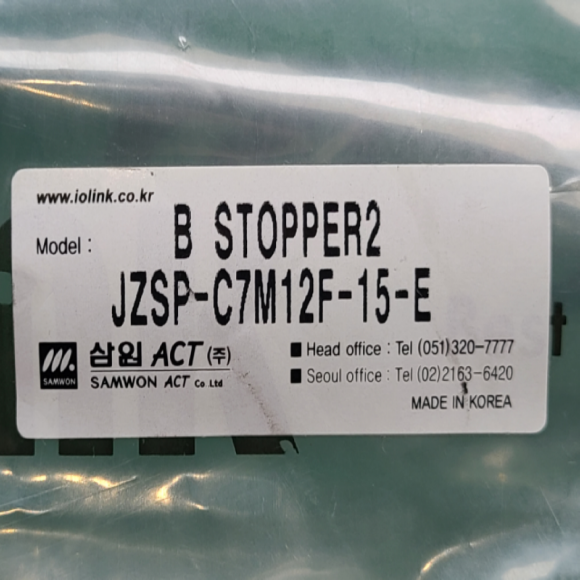 www.iolink.co.kr
Model : B STOPPER2
JZSP-C7M12F-15-E
SAMWON
삼원 ACT (주)
SAMWON ACT Co Ltd
■ Head office : Tel (051)320-7777
■ Seoul office : Tel (02)2163-6420
MADE IN KOREA